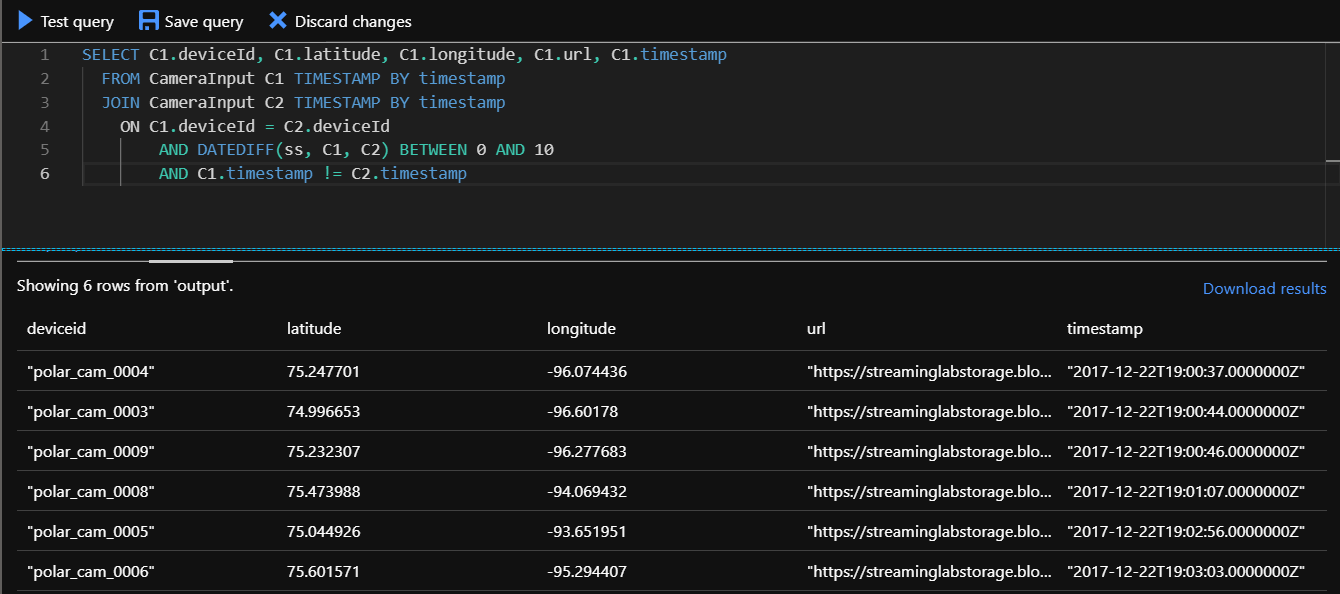 Test query Save query Discard changes
1 SELECT C1.deviceId, C1.latitude, C1.longitude, C1.url, C1.timestamp
2 FROM CameraInput C1 TIMESTAMP BY timestamp
3 JOIN CameraInput C2 TIMESTAMP BY timestamp
4 ON C1.deviceId = C2.deviceId
5 AND DATEDIFF(ss, C1, C2) BETWEEN 0 AND 10
6 AND C1.timestamp != C2.timestamp
Showing 6 rows from 'output'.
Download results
deviceid latitude longitude url timestamp
"polar_cam_0004" 75.247701 -96.074436 "https://streaminglabstorage.blo... "2017-12-22T19:00:37.0000000Z"
"polar_cam_0003" 74.996653 -96.60178 "https://streaminglabstorage.blo... "2017-12-22T19:00:44.0000000Z"
"polar_cam_0009" 75.232307 -96.277683 "https://streaminglabstorage.blo... "2017-12-22T19:00:46.0000000Z"
"polar_cam_0008" 75.473988 -94.069432 "https://streaminglabstorage.blo... "2017-12-22T19:01:07.0000000Z"
"polar_cam_0005" 75.044926 -93.651951 "https://streaminglabstorage.blo... "2017-12-22T19:02:56.0000000Z"
"polar_cam_0006" 75.601571 -95.294407 "https://streaminglabstorage.blo... "2017-12-22T19:03:03.0000000Z"